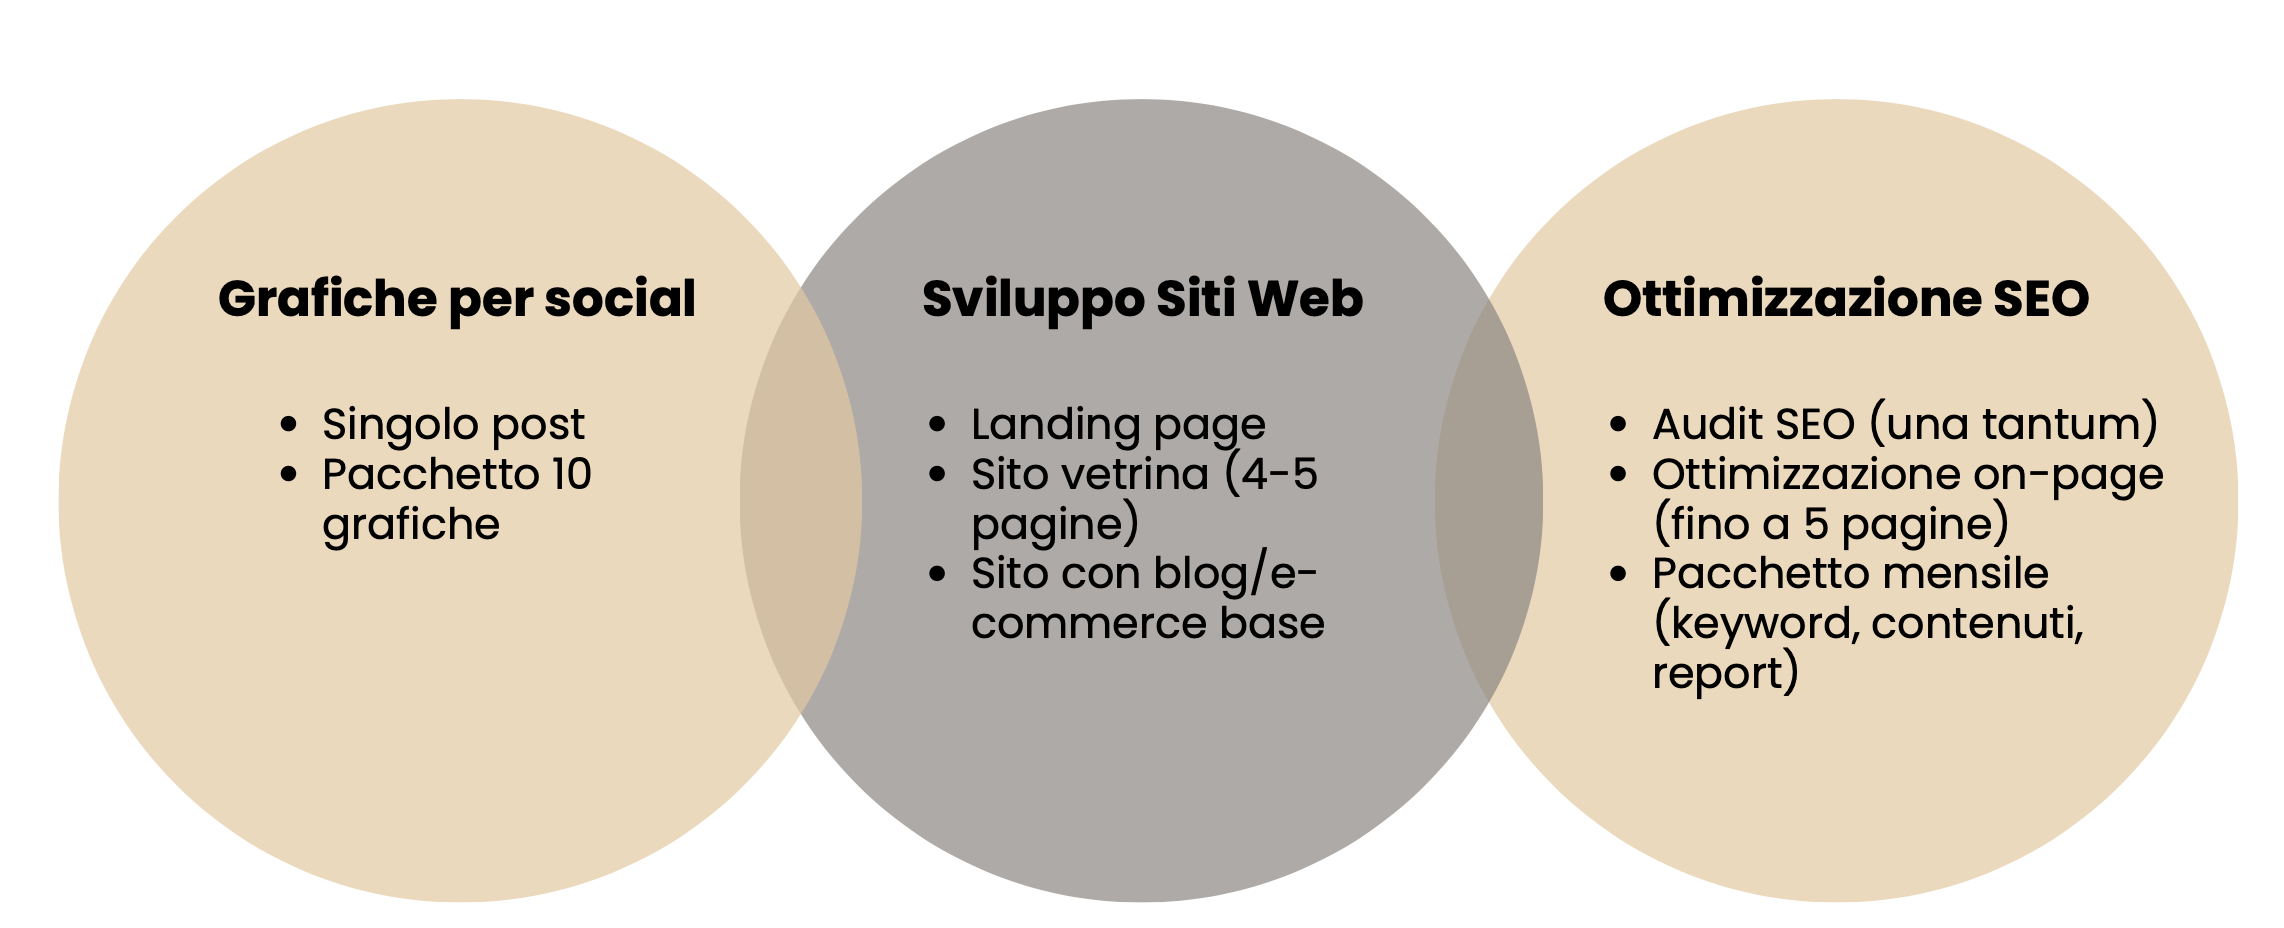 Grafiche per social
• Singolo post
• Pacchetto 10
grafiche
Sviluppo Siti Web
• Landing page
• Sito vetrina (4-5
pagine)
• Sito con blog/e-
commerce base
Ottimizzazione SEO
• Audit SEO (una tantum)
• Ottimizzazione on-page
(fino a 5 pagine)
• Pacchetto mensile
(keyword, contenuti,
report)